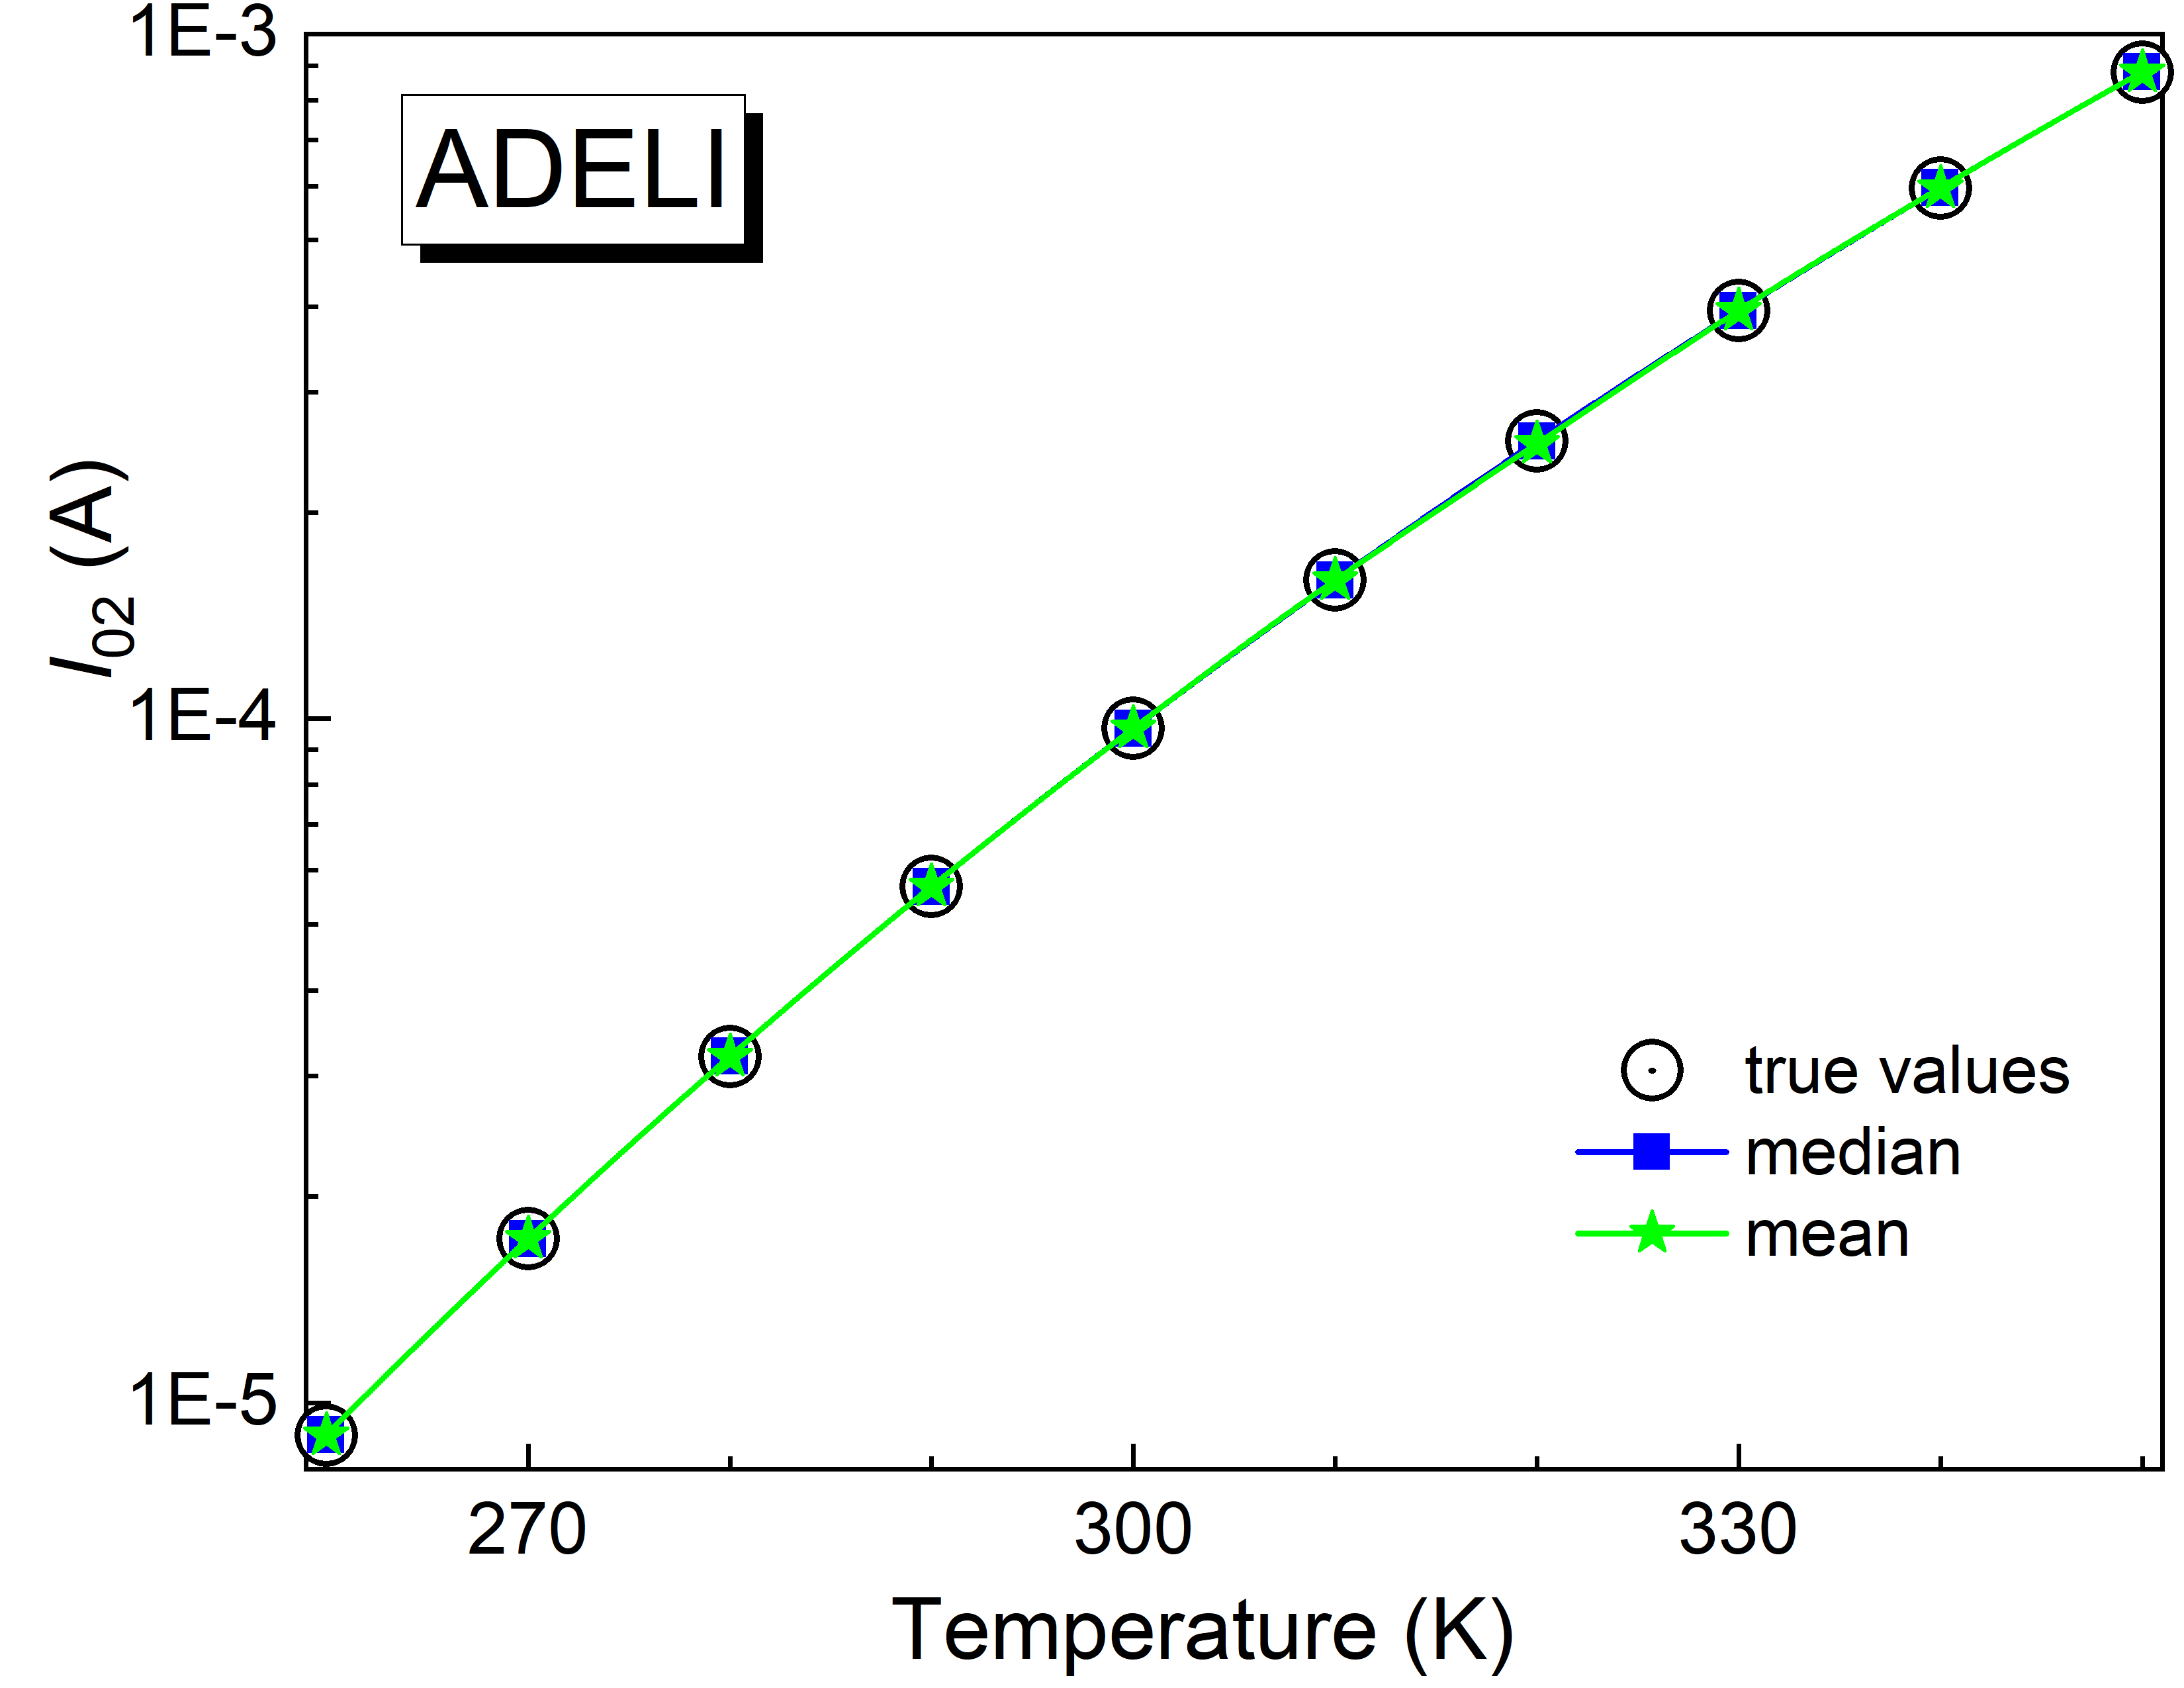 1E-3
ADELI
I02 (A)
1E-4
1E-5
true values
median
mean
270 300 330
Temperature (K)